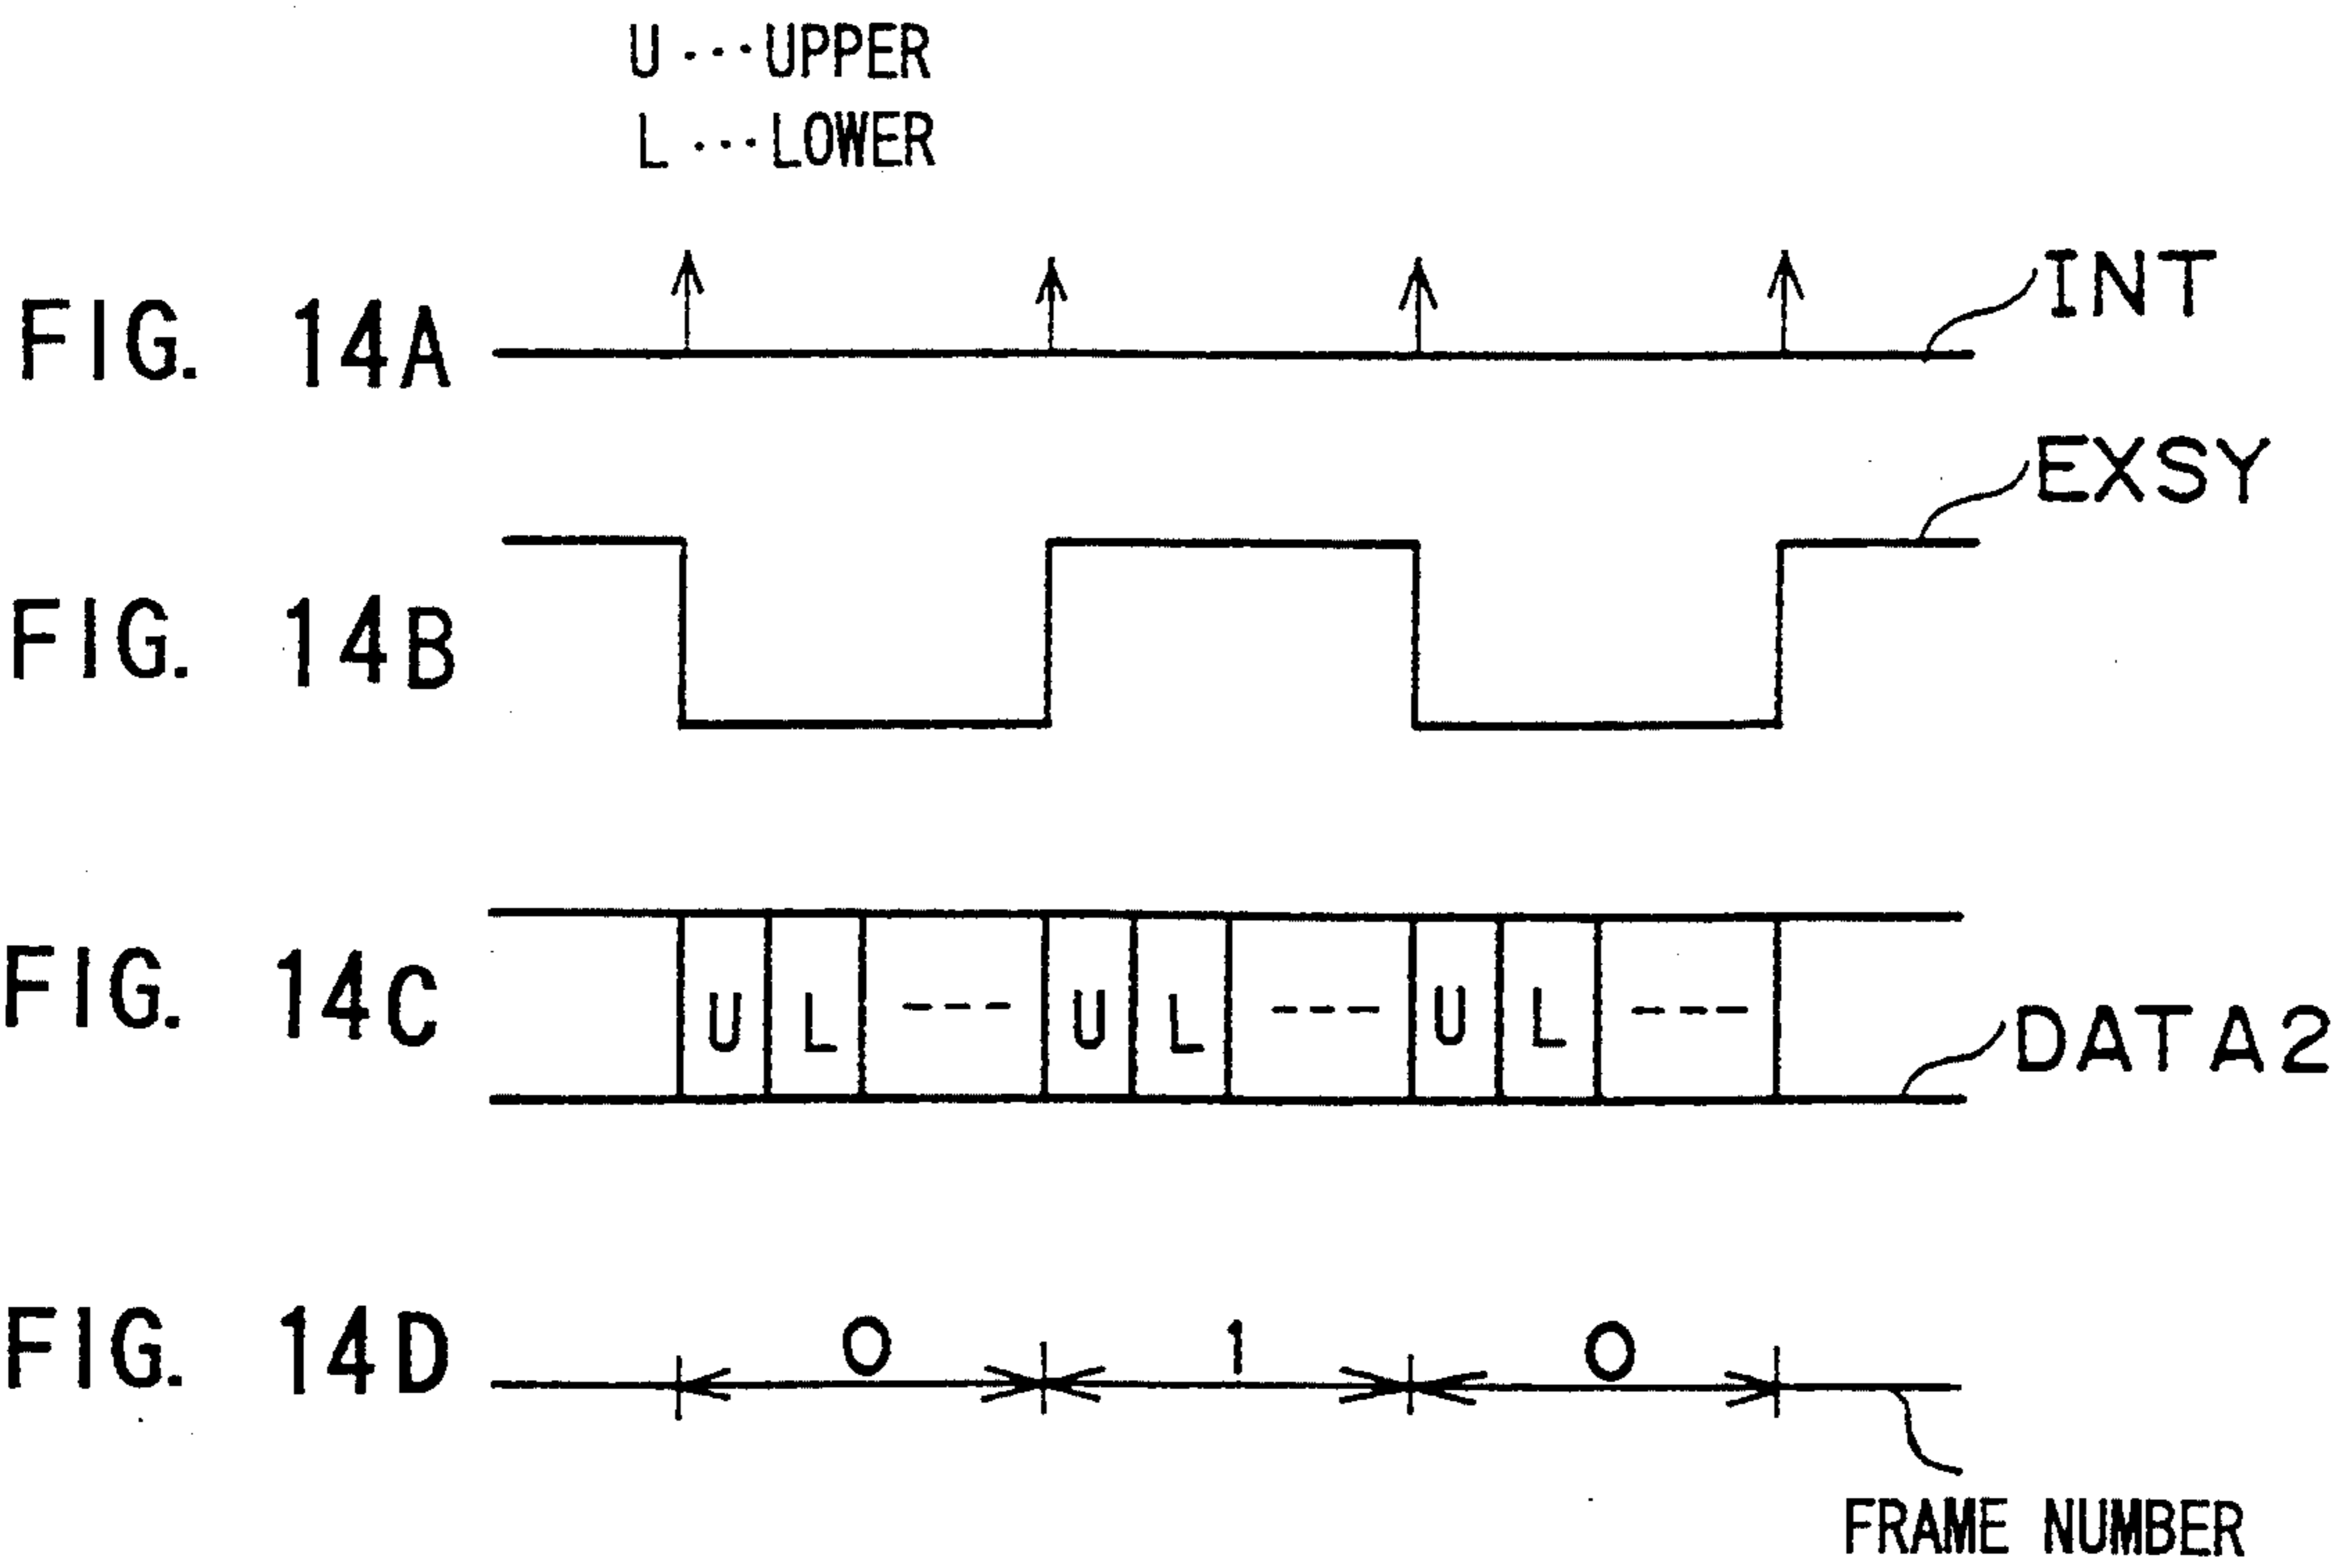 U ···UPPER
L ···LOWER
FIG. 14A
INT
FIG. 14B
EXSY
FIG. 14C
U L --- U L --- U L ---
DATA2
FIG. 14D
0 1 0
FRAME NUMBER